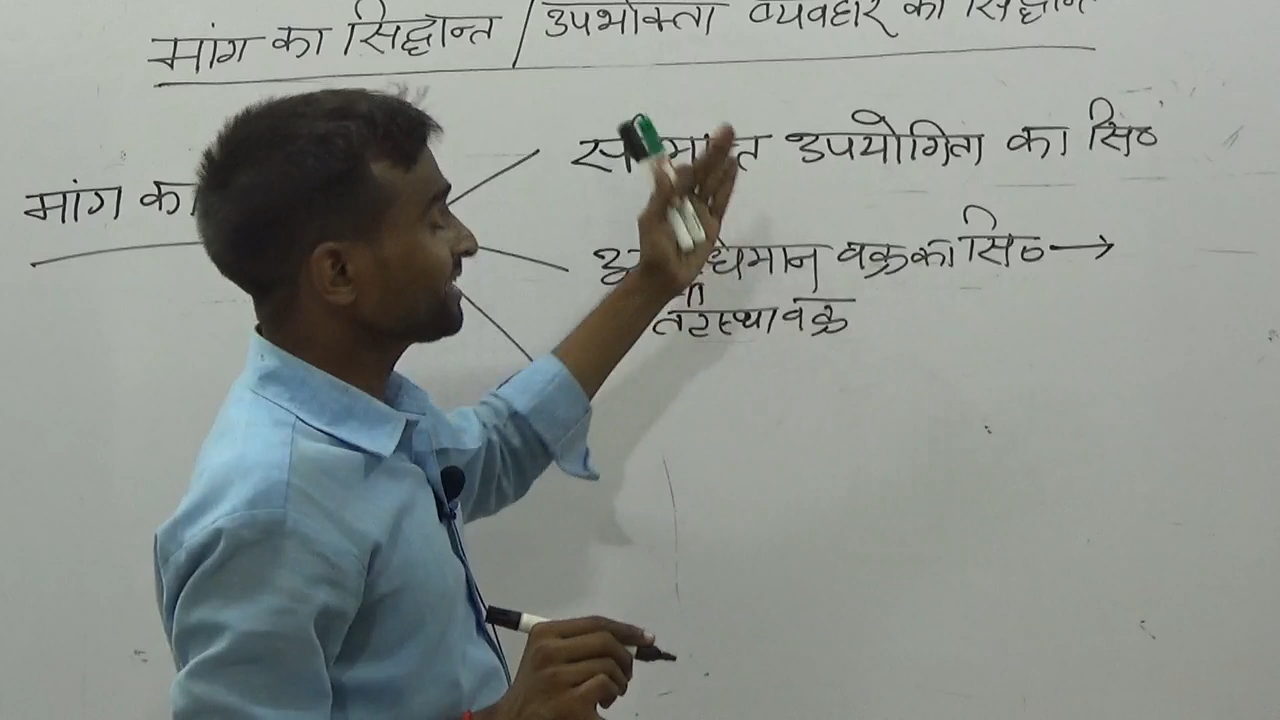 मांग का सिद्धान्त / उपभोक्ता व्यवहार का सिद्धान्त
उपयोगिता का सि०
मांग का
वक्र का सि० →
तटस्था वक्र